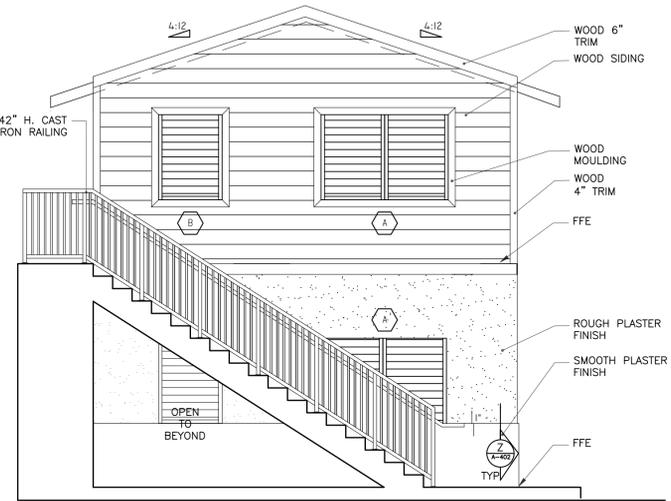 4:12
4:12
WOOD 6"
TRIM
WOOD SIDING
42" H. CAST
RON RAILING
WOOD
MOULDING
WOOD
4" TRIM
B
A
FFE
A
ROUGH PLASTER
FINISH
SMOOTH PLASTER
FINISH
OPEN
TO
BEYOND
1"
Z
A-402
TYP
FFE